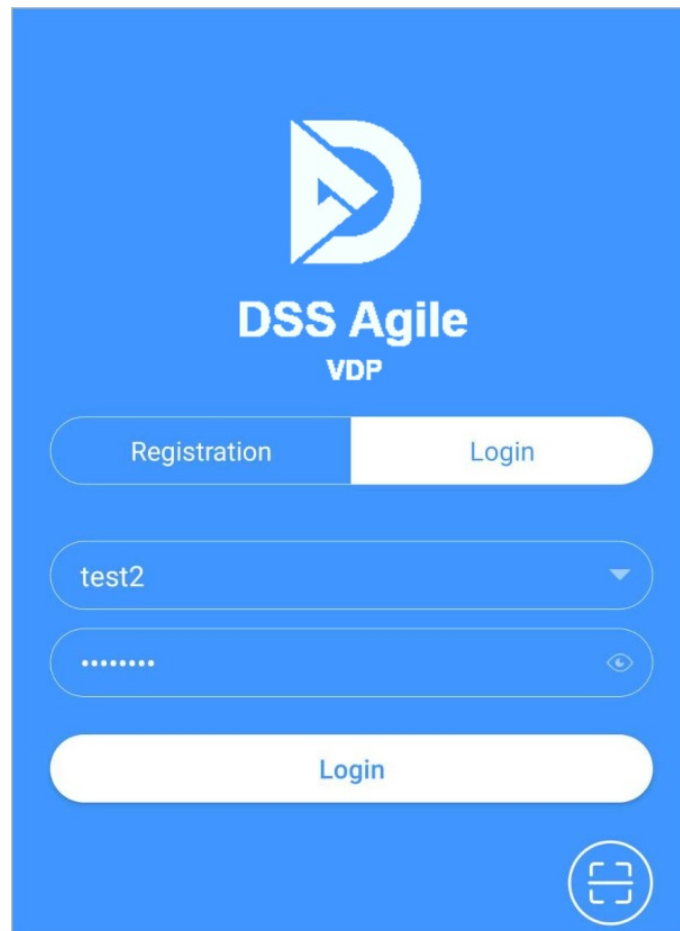 DSS Agile
VDP
Registration
Login
test2
••••••••
Login